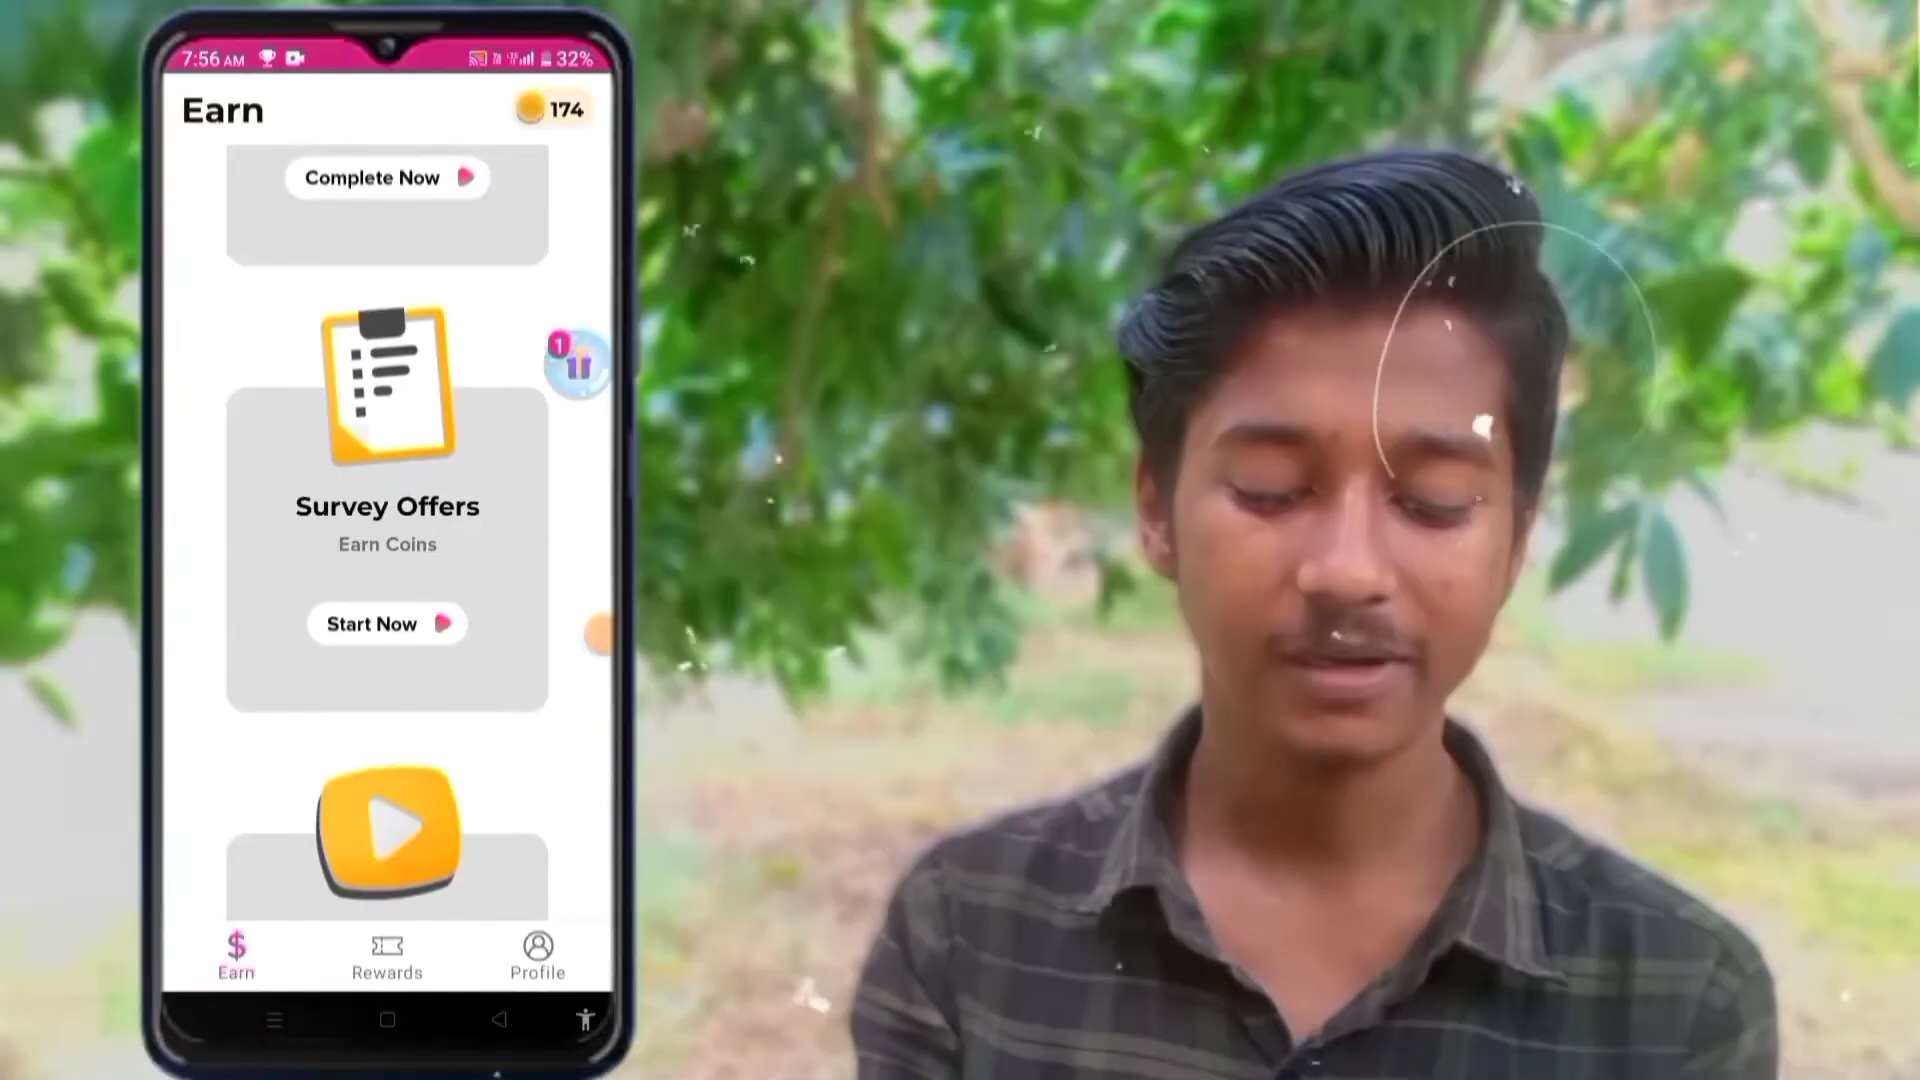 7:56 AM 32%
Earn 174
Complete Now
1
Survey Offers
Earn Coins
Start Now
Earn Rewards Profile